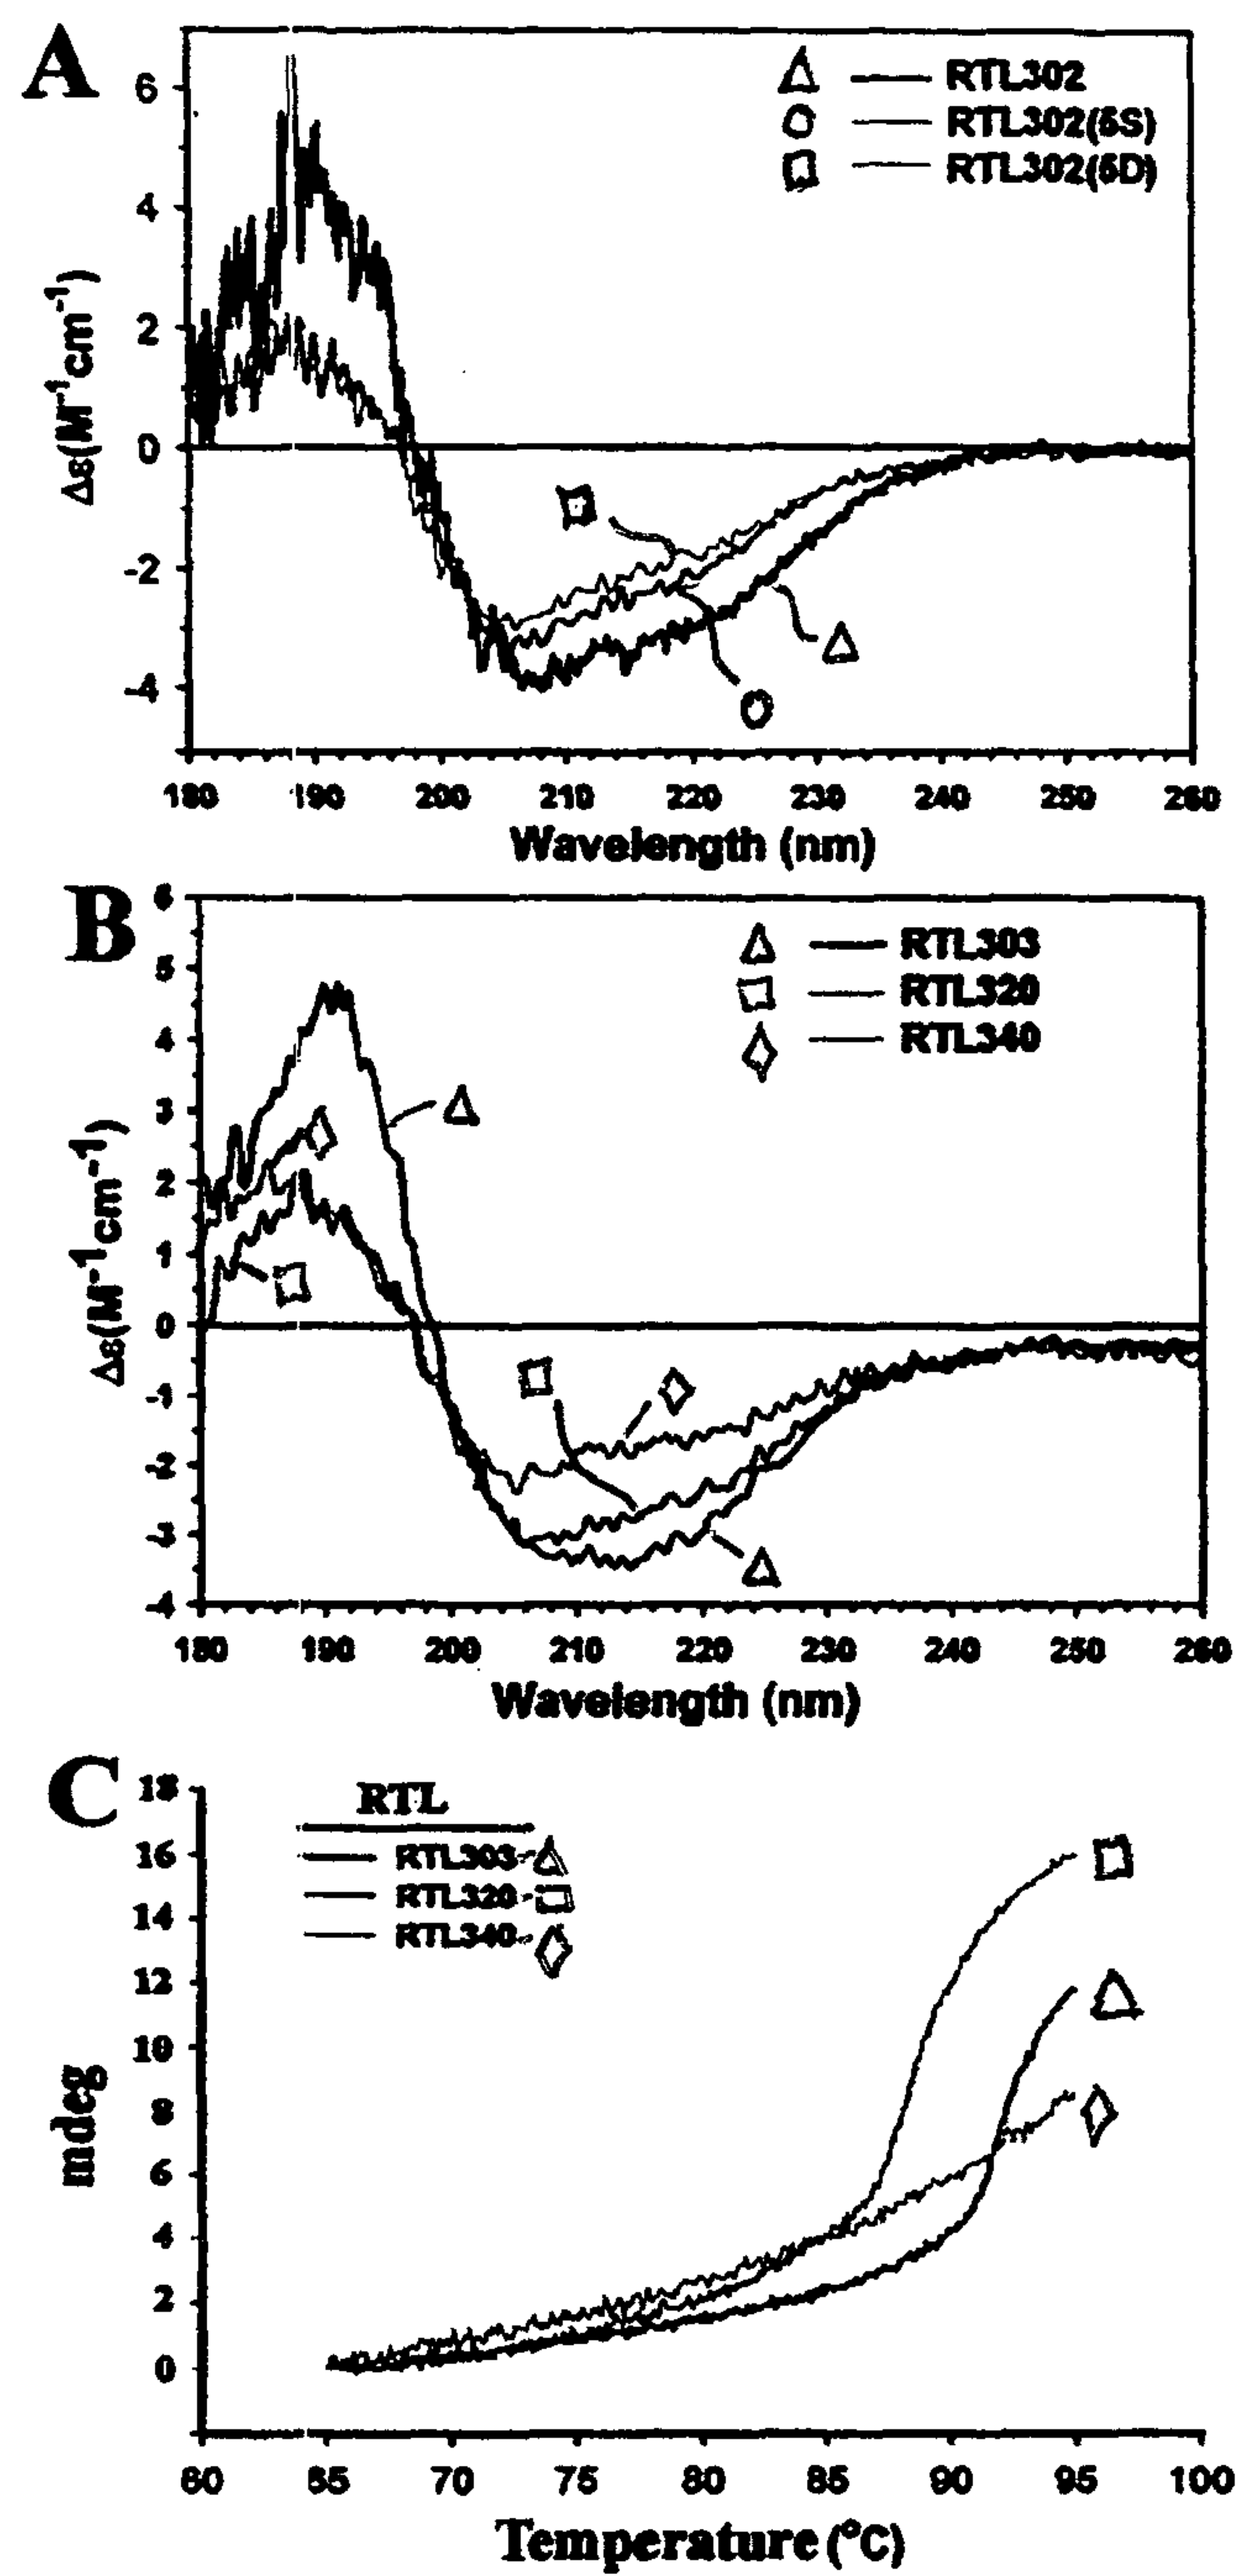 A
6
4
2
0
-2
-4
Δε(M-1cm-1)
RTL302
RTL302(5S)
RTL302(5D)
180 190 200 210 220 230 240 250 260
Wavelength (nm)
B
6
5
4
3
2
1
0
-1
-2
-3
-4
Δε(M-1cm-1)
RTL303
RTL320
RTL340
180 190 200 210 220 230 240 250 260
Wavelength (nm)
C
18
16
14
12
10
8
6
4
2
0
mdeg
RTL
RTL303
RTL320
RTL340
60 65 70 75 80 85 90 95 100
Temperature (°C)